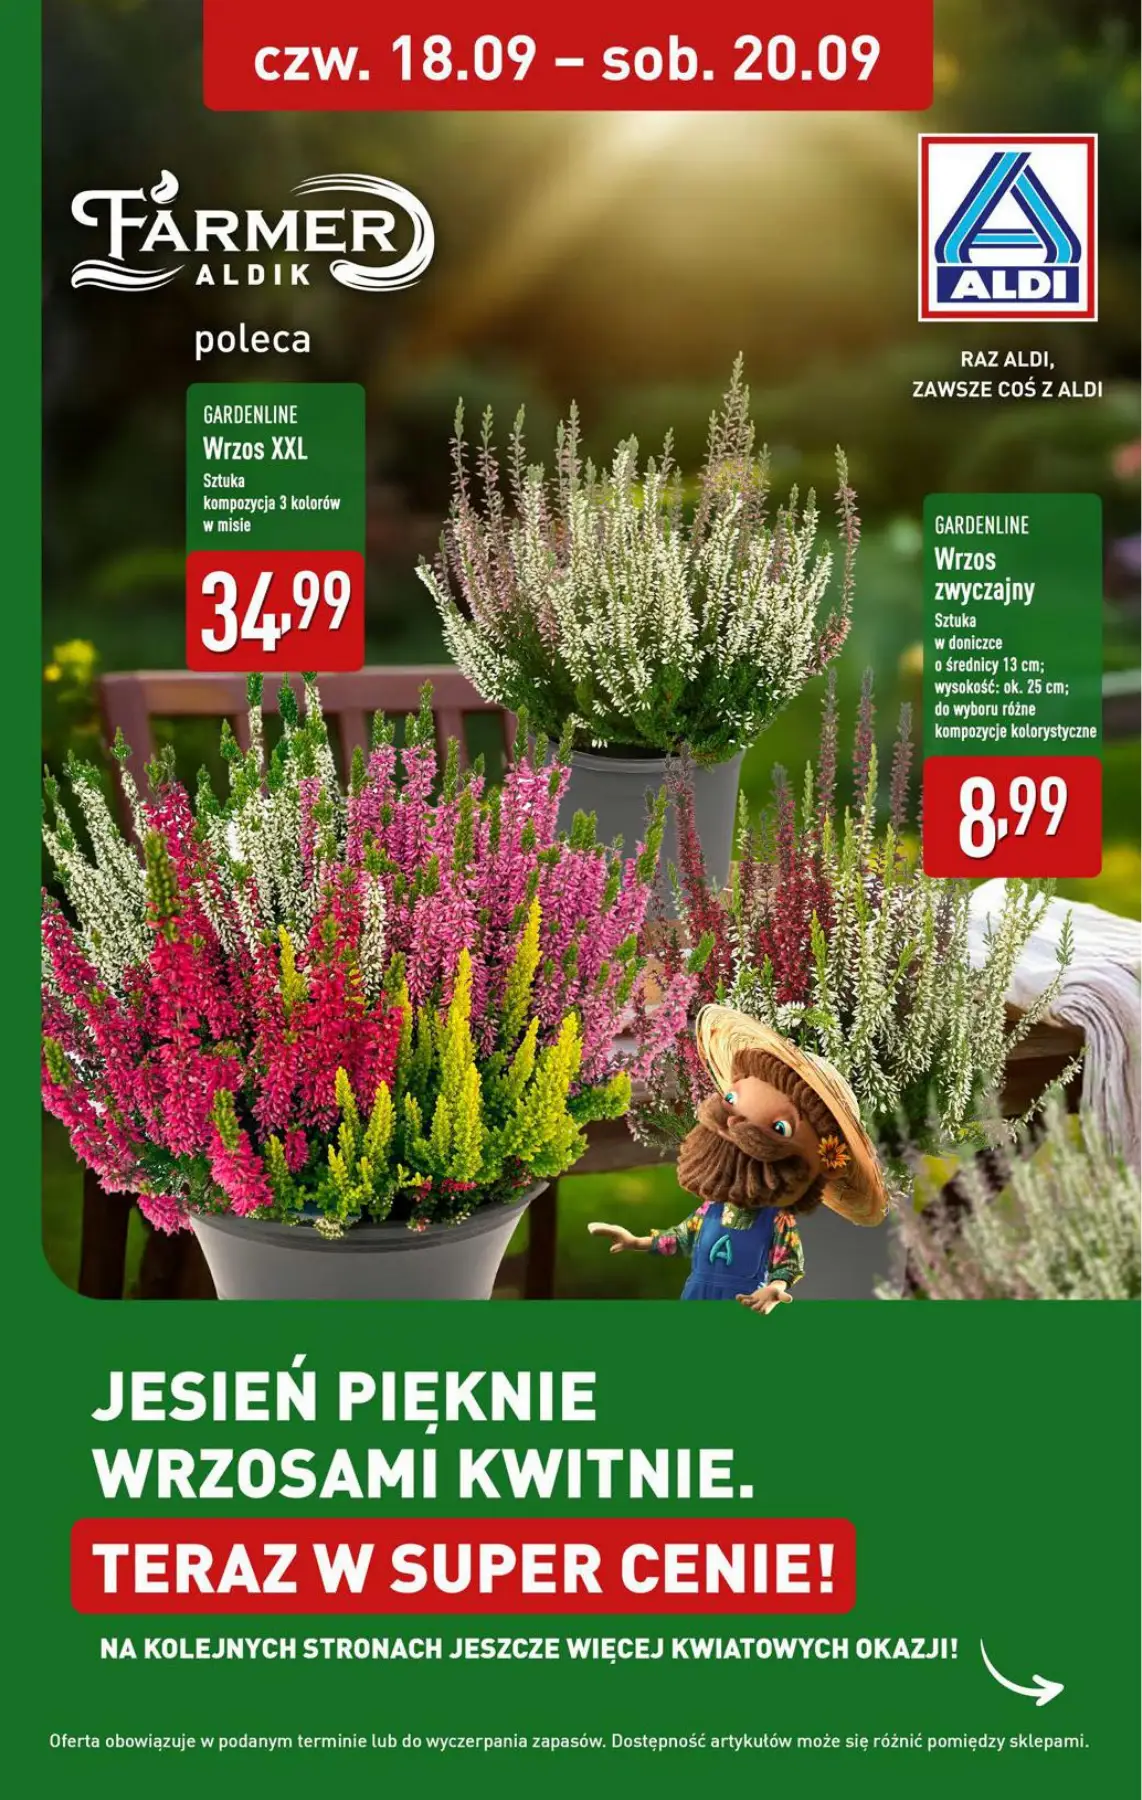 czw. 18.09 – sob. 20.09
FARMER
ALDIK
poleca
ALDI
RAZ ALDI,
ZAWSZE COŚ Z ALDI
GARDENLINE
Wrzos XXL
Sztuka
kompozycja 3 kolorów
w misie
34,99
GARDENLINE
Wrzos
zwyczajny
Sztuka
w doniczce
o średnicy 13 cm;
wysokość: ok. 25 cm;
do wyboru różne
kompozycje kolorystyczne
8,99
A
JESIEŃ PIĘKNIE
WRZOSAMI KWITNIE.
TERAZ W SUPER CENIE!
NA KOLEJNYCH STRONACH JESZCZE WIĘCEJ KWIATOWYCH OKAZJI!
Oferta obowiązuje w podanym terminie lub do wyczerpania zapasów. Dostępność artykułów może się różnić pomiędzy sklepami.